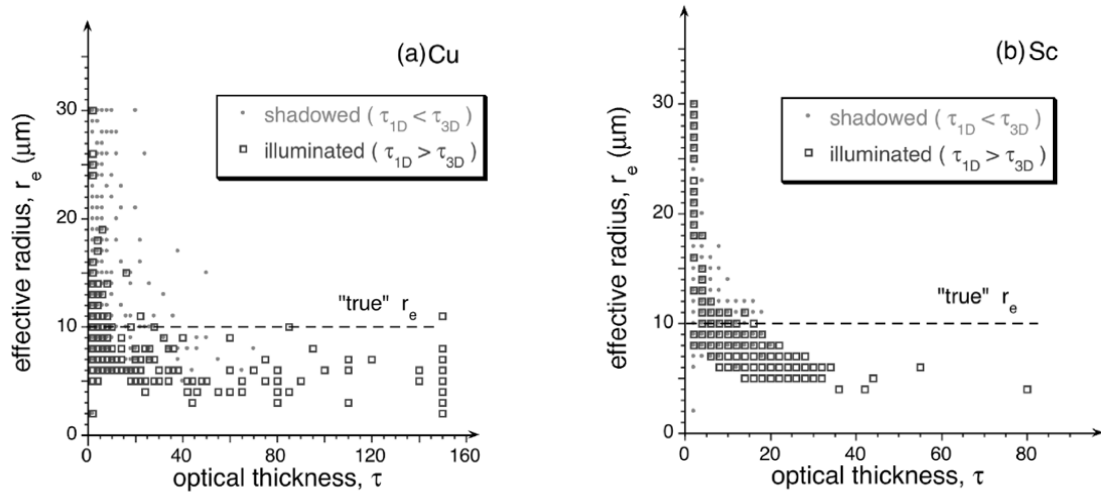 (a) Cu
shadowed ( τ1D < τ3D )
illuminated ( τ1D > τ3D )
effective radius, re (μm)
30
20
10
0
"true" re
0 40 80 120 160
optical thickness, τ
(b) Sc
shadowed ( τ1D < τ3D )
illuminated ( τ1D > τ3D )
effective radius, re (μm)
30
20
10
0
"true" re
0 20 40 60 80
optical thickness, τ